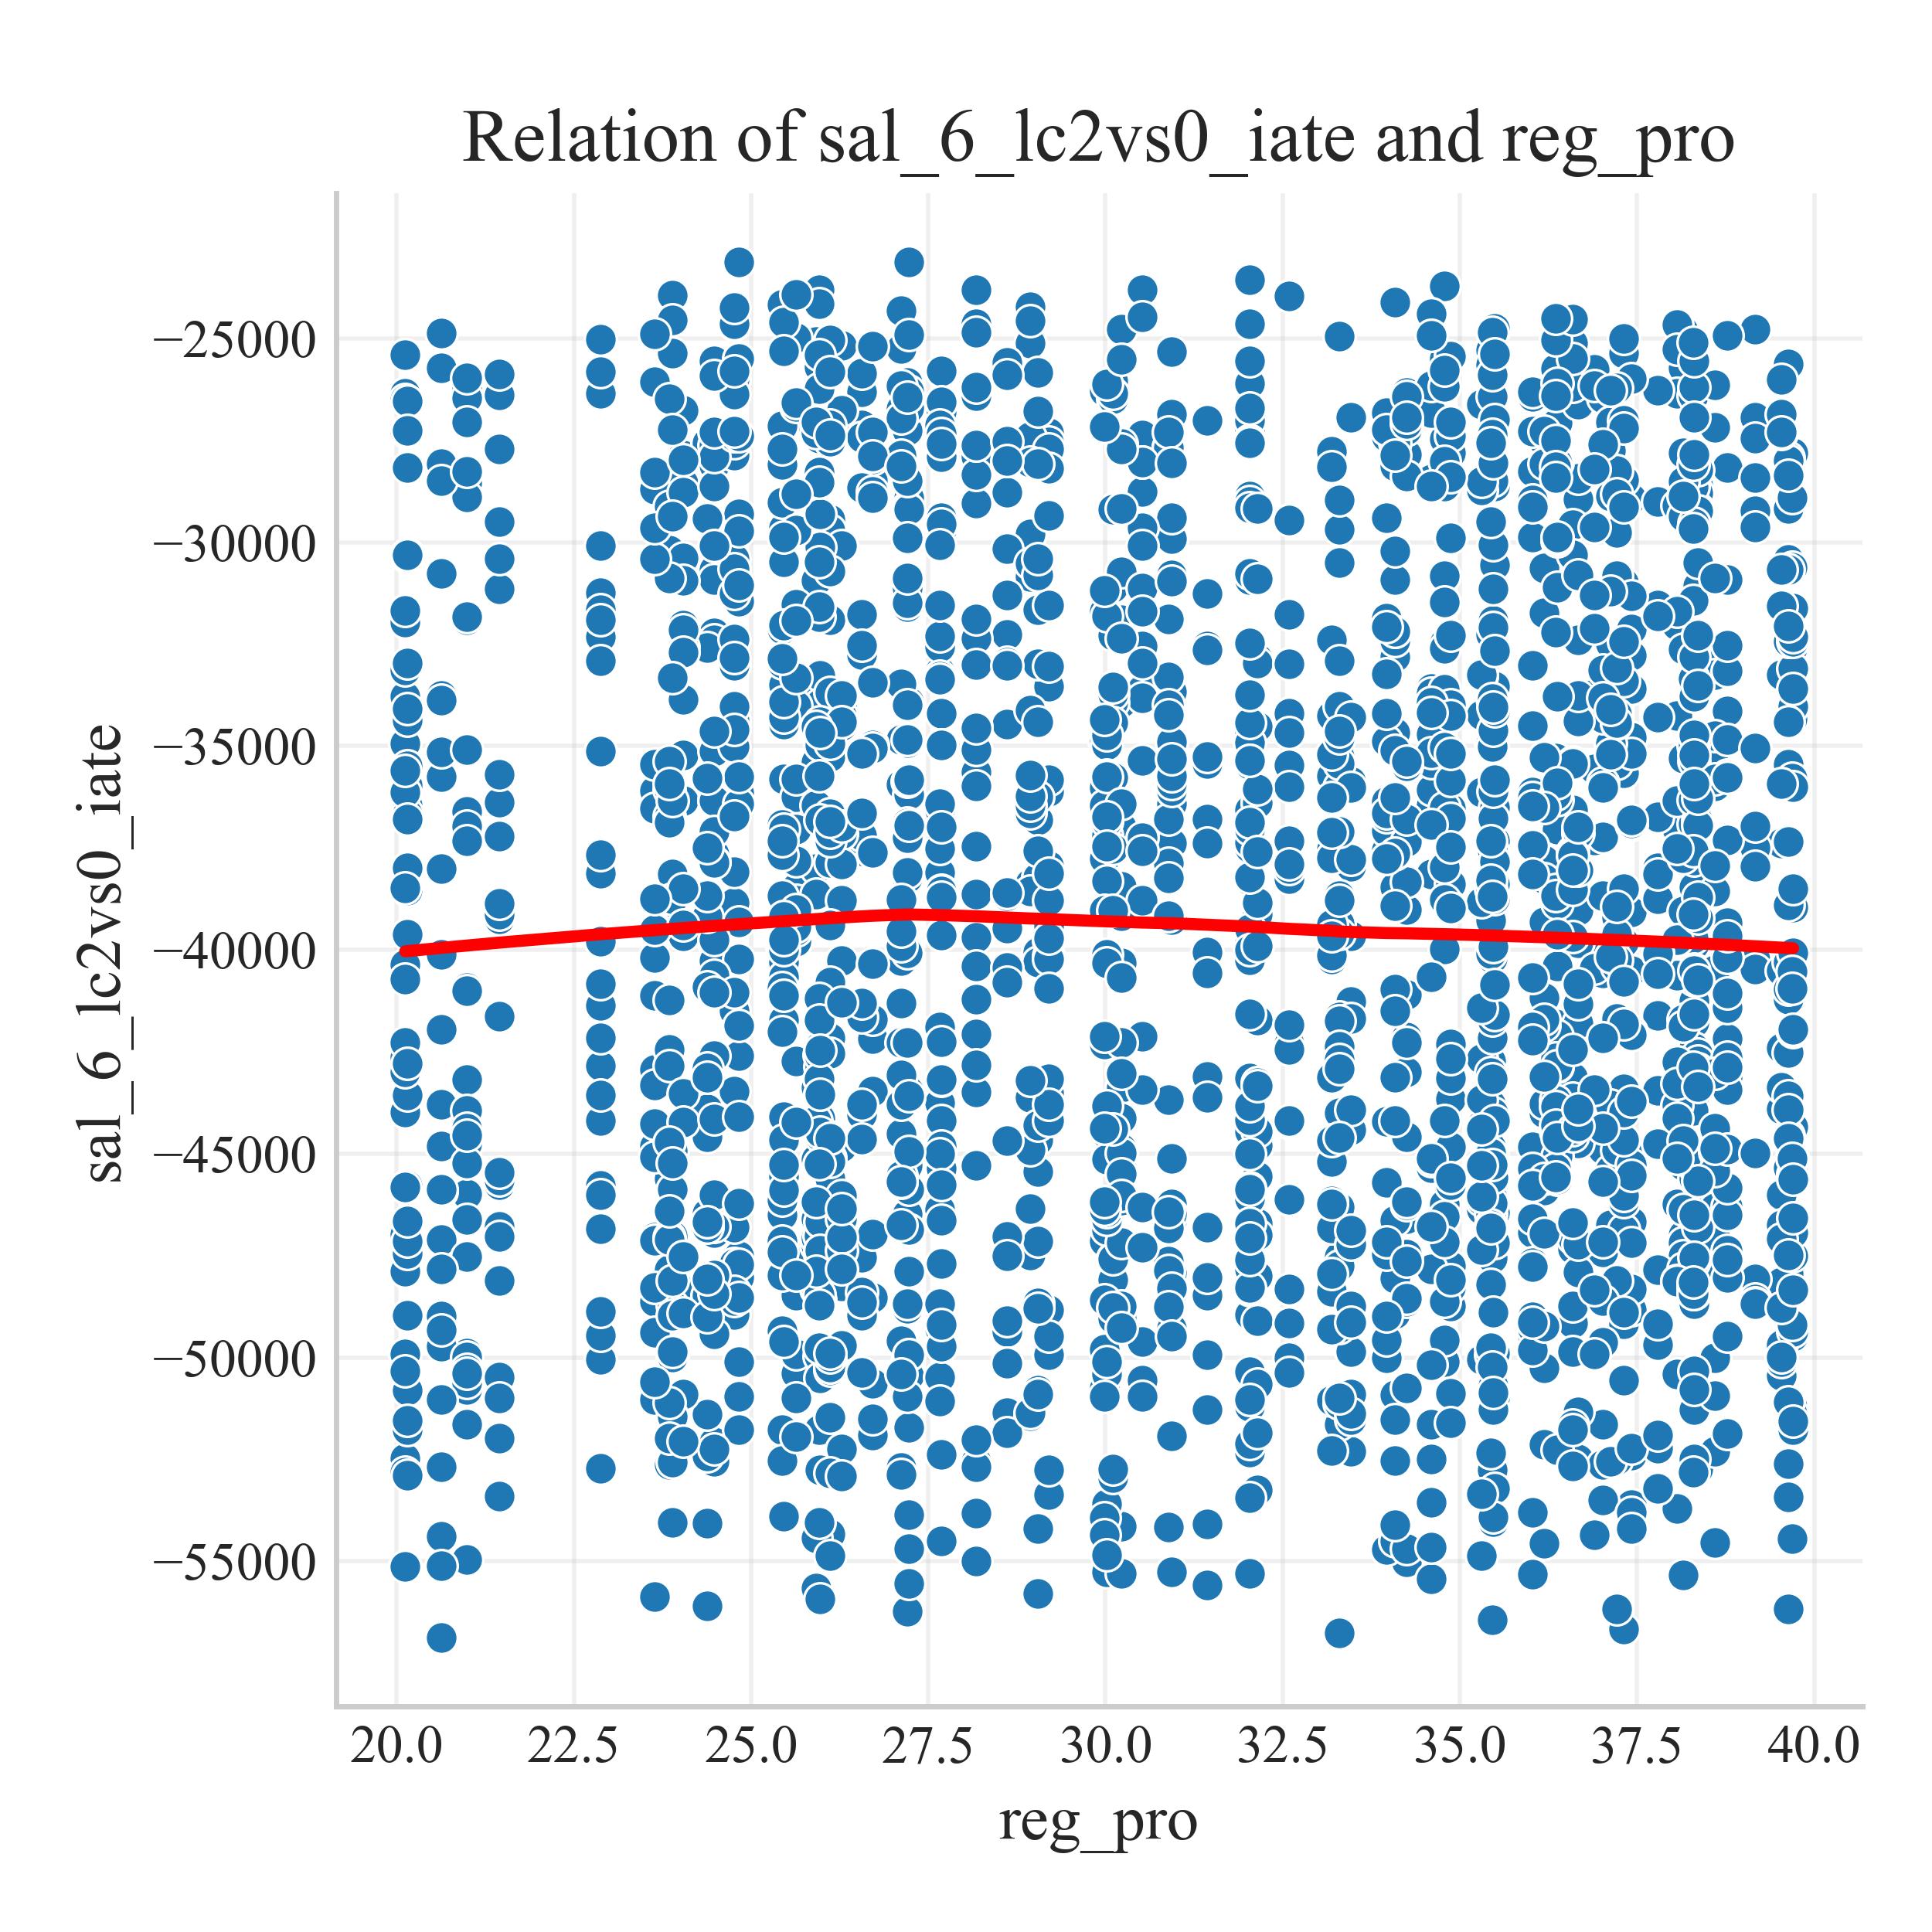 Relation of sal_6_lc2vs0_iate and reg_pro
sal_6_lc2vs0_iate
−25000
−30000
−35000
−40000
−45000
−50000
−55000
20.0 22.5 25.0 27.5 30.0 32.5 35.0 37.5 40.0
reg_pro